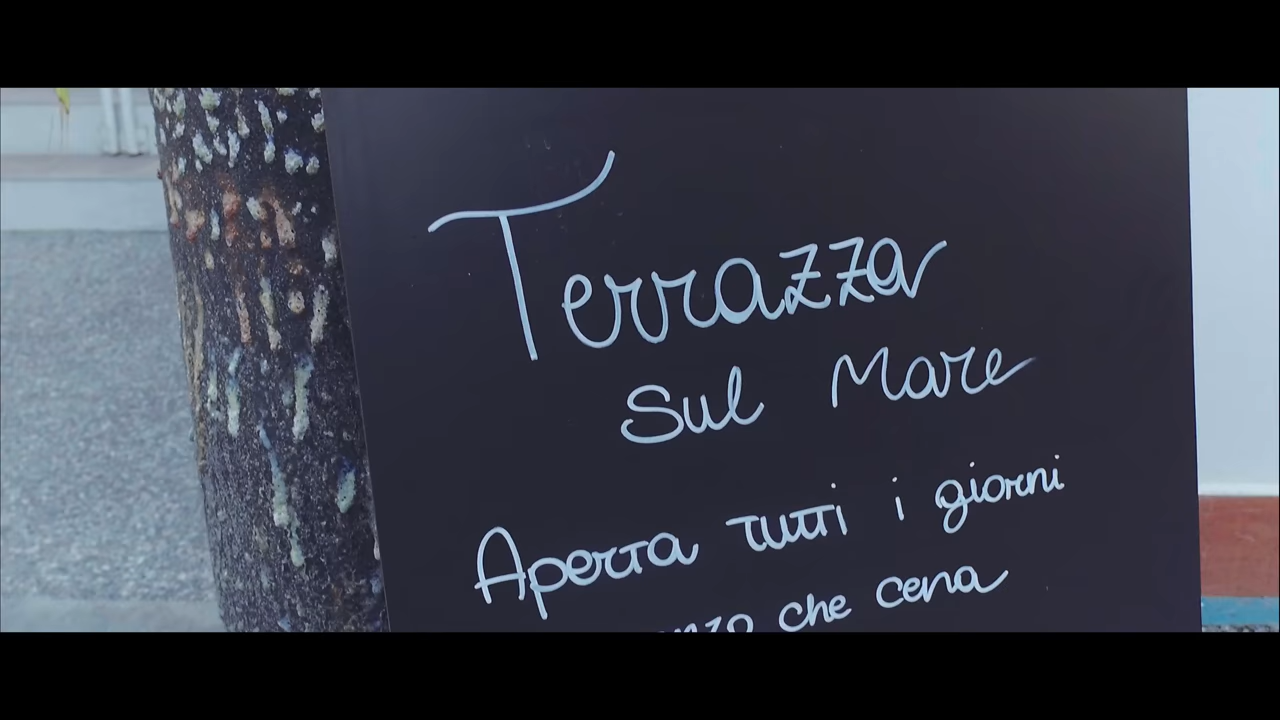 Terrazza
sul Mare
Aperta tutti i giorni
che cena